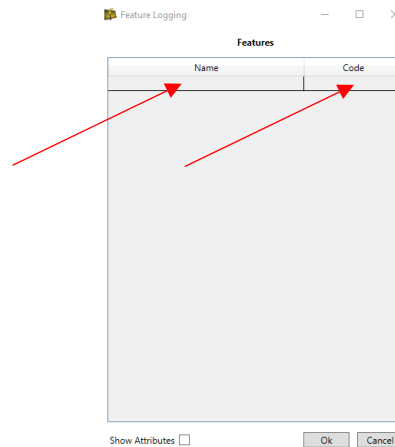 Feature Logging
Features
Name Code
Show Attributes Ok Cancel